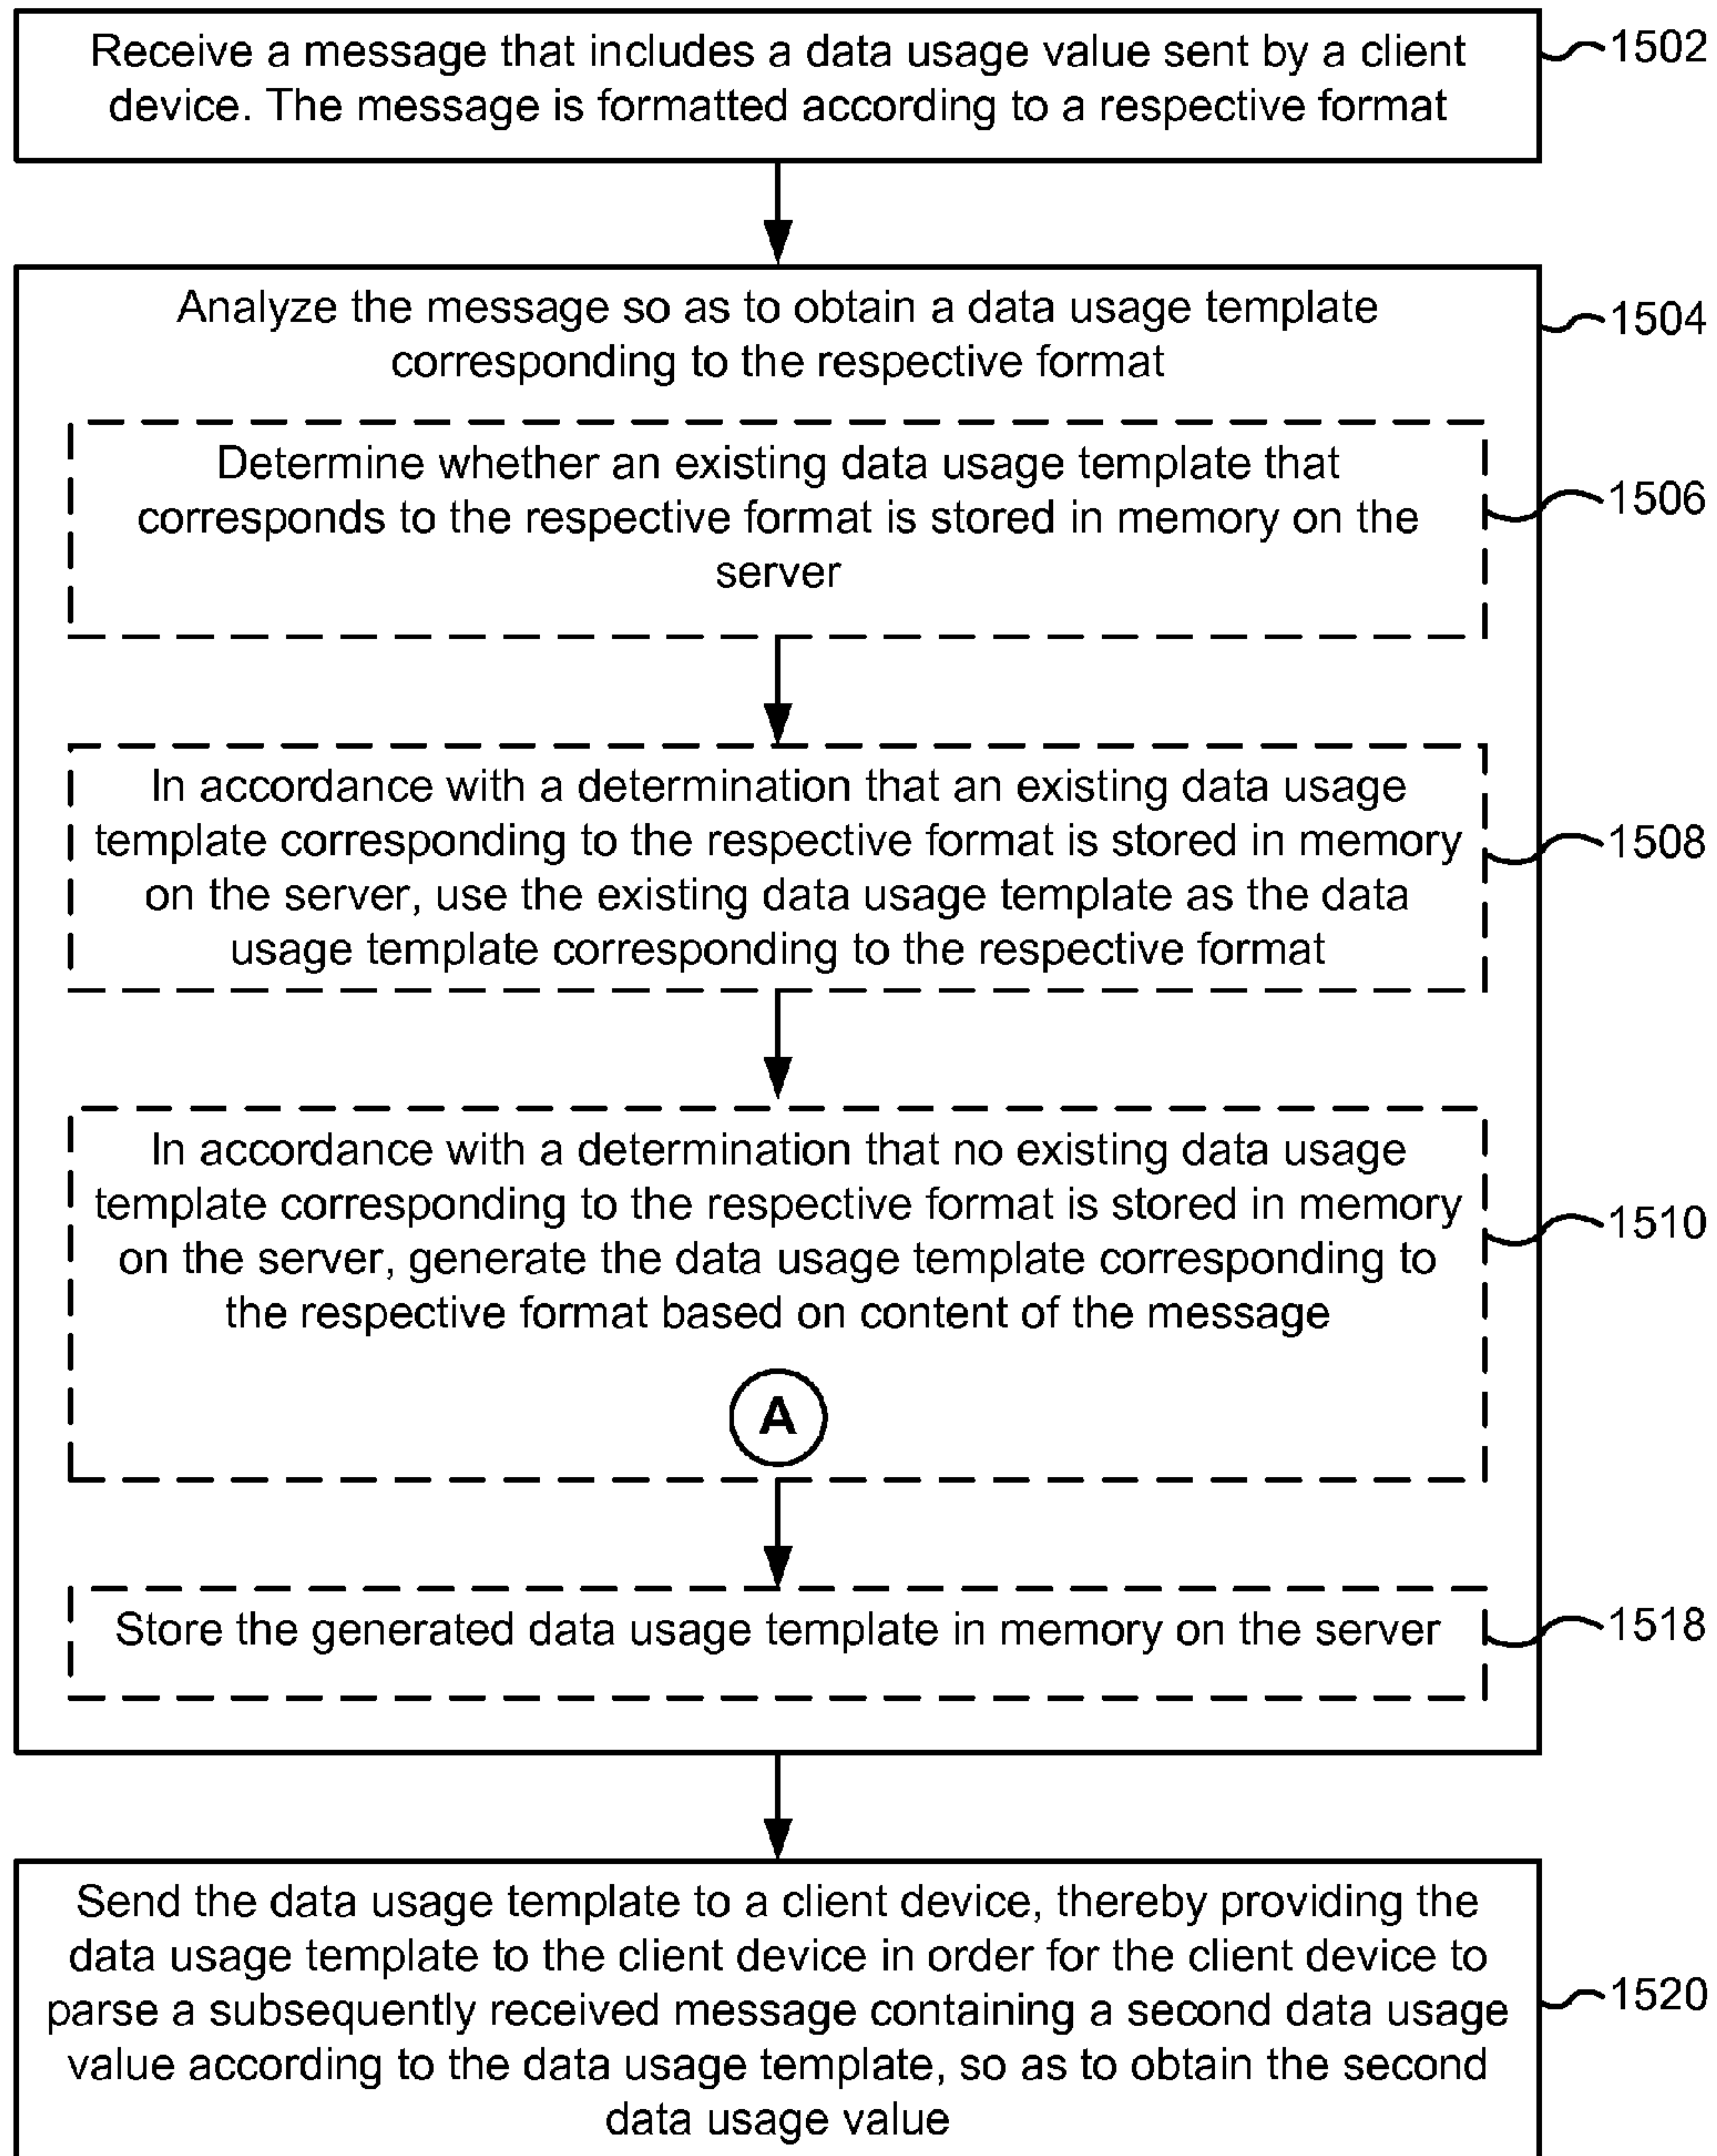 Receive a message that includes a data usage value sent by a client
device. The message is formatted according to a respective format
1502
Analyze the message so as to obtain a data usage template
corresponding to the respective format
1504
Determine whether an existing data usage template that
corresponds to the respective format is stored in memory on the
server
1506
In accordance with a determination that an existing data usage
template corresponding to the respective format is stored in memory
on the server, use the existing data usage template as the data
usage template corresponding to the respective format
1508
In accordance with a determination that no existing data usage
template corresponding to the respective format is stored in memory
on the server, generate the data usage template corresponding to
the respective format based on content of the message
1510
A
Store the generated data usage template in memory on the server
1518
Send the data usage template to a client device, thereby providing the
data usage template to the client device in order for the client device to
parse a subsequently received message containing a second data usage
value according to the data usage template, so as to obtain the second
data usage value
1520